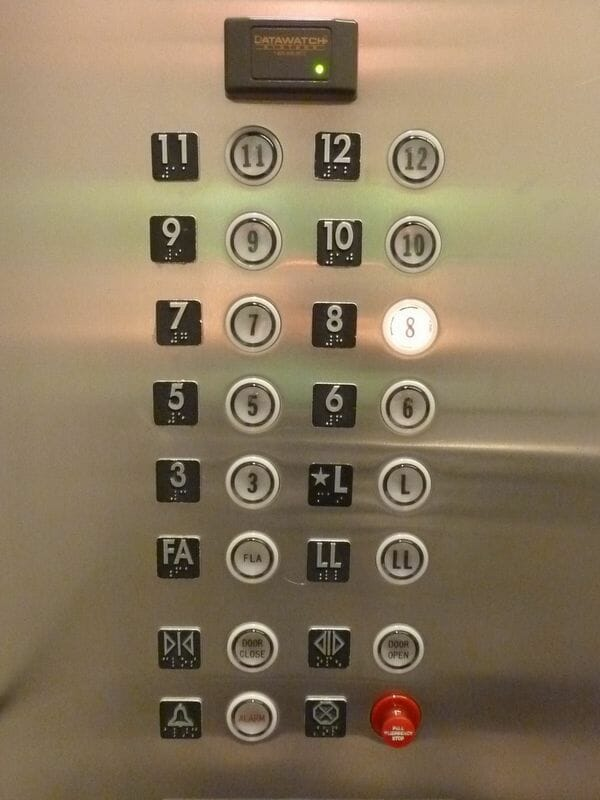 DATAWATCH
SYSTEMS
11 11 12 12
9 9 10 10
7 7 8 8
5 5 6 6
3 3 ★L L
FA FLA LL LL
DOOR
CLOSE
DOOR
OPEN
ALARM
PULL
EMERGENCY
STOP